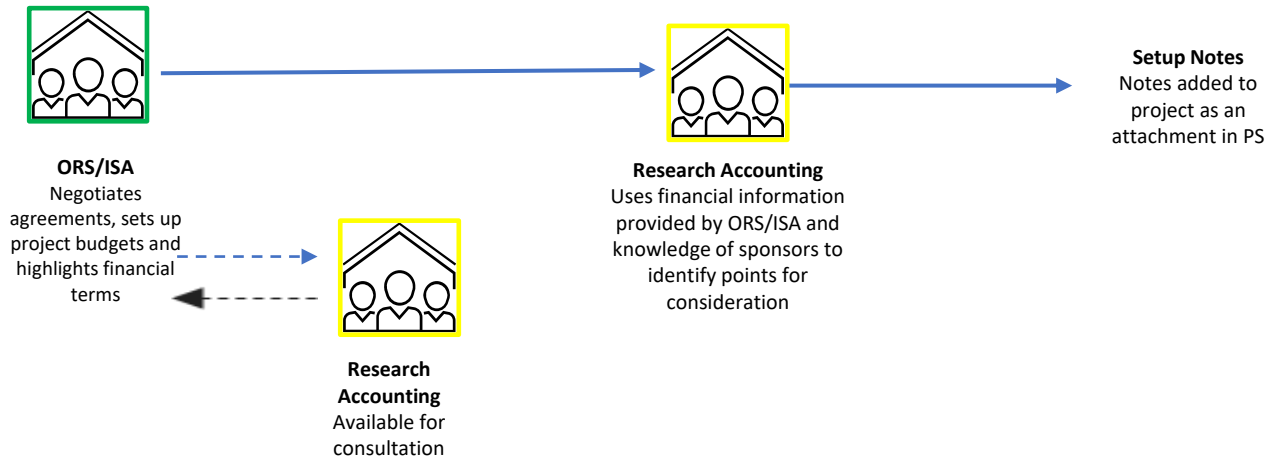 ORS/ISA
Negotiates
agreements, sets up
project budgets and
highlights financial
terms
Research
Accounting
Available for
consultation
Research Accounting
Uses financial information
provided by ORS/ISA and
knowledge of sponsors to
identify points for
consideration
Setup Notes
Notes added to
project as an
attachment in PS